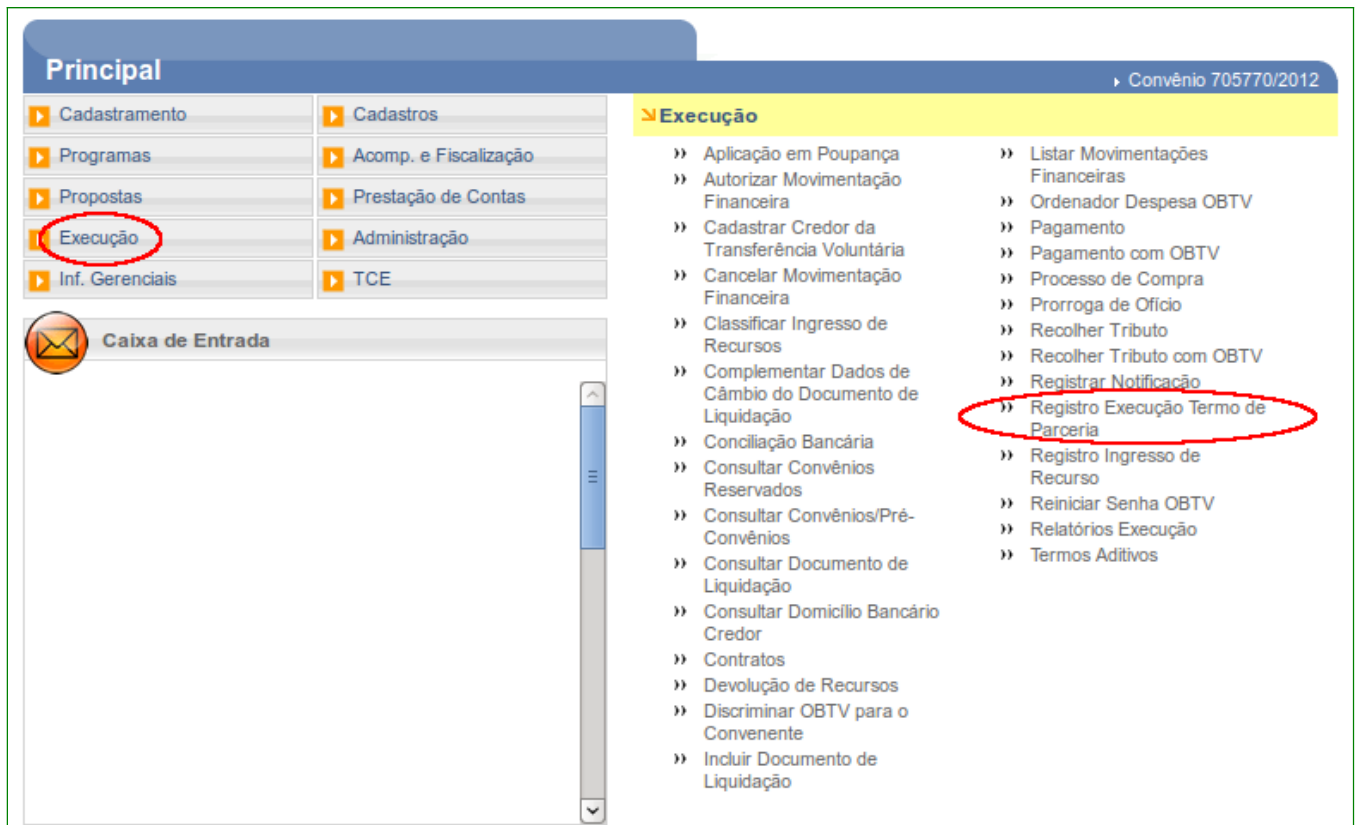 Principal
Convênio 705770/2012
Cadastramento
Cadastros
Programas
Acomp. e Fiscalização
Propostas
Prestação de Contas
Execução
Administração
Inf. Gerenciais
TCE
Caixa de Entrada
Execução
Aplicação em Poupança
Autorizar Movimentação
Financeira
Cadastrar Credor da
Transferência Voluntária
Cancelar Movimentação
Financeira
Classificar Ingresso de
Recursos
Complementar Dados de
Câmbio do Documento de
Liquidação
Conciliação Bancária
Consultar Convênios
Reservados
Consultar Convênios/Pré-
Convênios
Consultar Documento de
Liquidação
Consultar Domicílio Bancário
Credor
Contratos
Devolução de Recursos
Discriminar OBTV para o
Convenente
Incluir Documento de
Liquidação
Listar Movimentações
Financeiras
Ordenador Despesa OBTV
Pagamento
Pagamento com OBTV
Processo de Compra
Prorroga de Ofício
Recolher Tributo
Recolher Tributo com OBTV
Registrar Notificação
Registro Execução Termo de
Parceria
Registro Ingresso de
Recurso
Reiniciar Senha OBTV
Relatórios Execução
Termos Aditivos